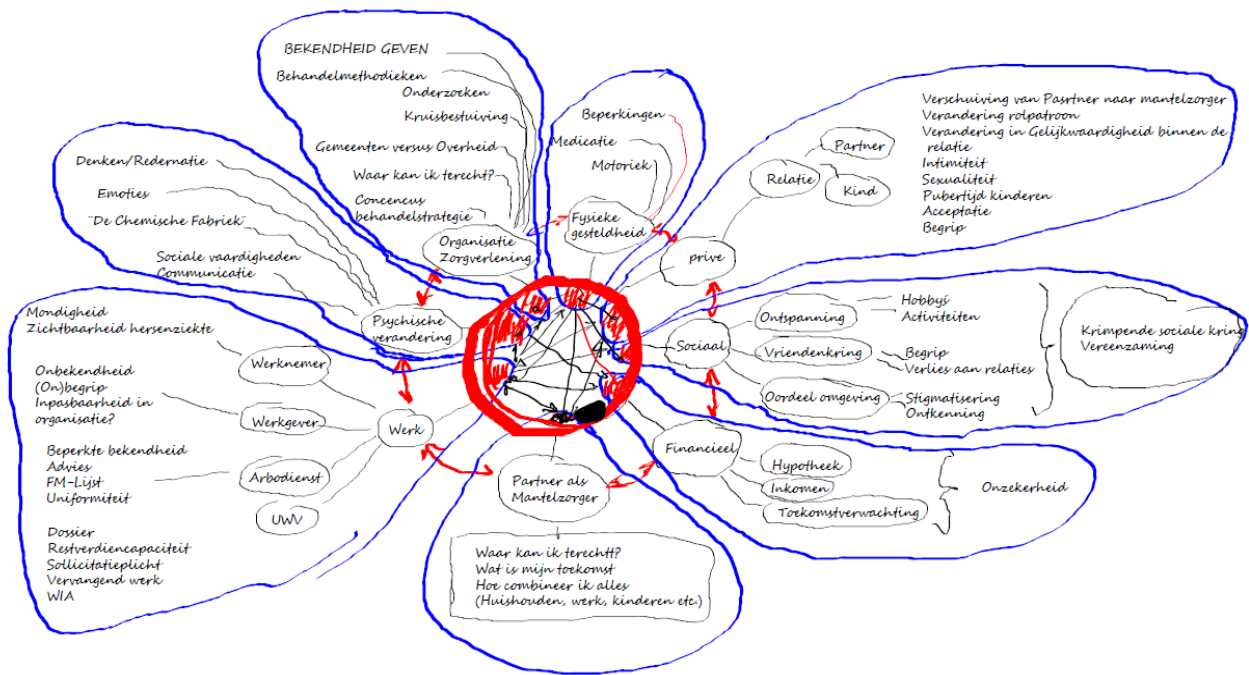 BEKENDHEID GEVEN
Behandelmethodieken
Onderzoeken
Kruisbestuiving
Gemeenten versus Overheid
Waar kan ik terecht?
Concencus
behandelstrategie
Organisatie
Zorgverlening
Beperkingen
Medicatie
Motoriek
Fysieke
gesteldheid
Verschuiving van Pasrtner naar mantelzorger
Verandering rolpatroon
Verandering in Gelijkwaardigheid binnen de
relatie
Intimiteit
Sexualiteit
Pubertijd kinderen
Acceptatie
Begrip
Partner
Relatie
Kind
prive
Denken/Redernatie
Emoties
"De Chemische Fabriek"
Sociale vaardigheden
Communicatie
Psychische
verandering
Hobbys
Activiteiten
Ontspanning
Sociaal
Vriendenkring
Begrip
Verlies aan relaties
Oordeel omgeving
Stigmatisering
Ontkenning
Krimpende sociale kring
Vereenzaming
Mondigheid
Zichtbaarheid hersenziekte
Werknemer
Onbekendheid
(On)begrip
Inpasbaarheid in
organisatie?
Werkgever
Werk
Beperkte bekendheid
Advies
FM-Lijst
Uniformiteit
Arbodienst
UWV
Dossier
Restverdiencapaciteit
Sollicitatieplicht
Vervangend werk
WIA
Financieel
Hypotheek
Inkomen
Toekomstverwachting
Onzekerheid
Partner als
Mantelzorger
Waar kan ik terechtt?
Wat is mijn toekomst
Hoe combineer ik alles
(Huishouden, werk, kinderen etc.)